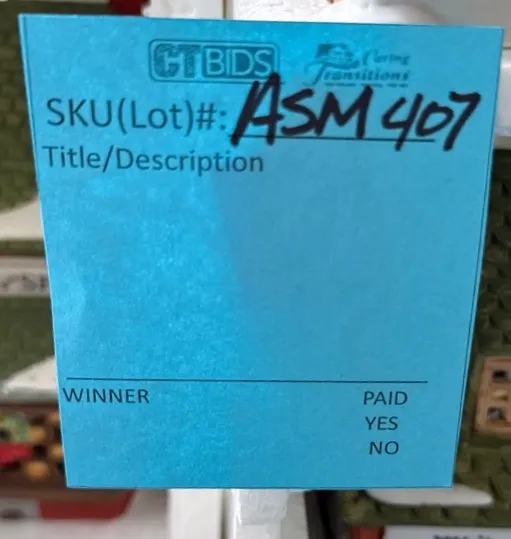 CTBIDS Caring
Transitions
SKU(Lot)#: ASM 407
Title/Description
WINNER PAID
YES
NO